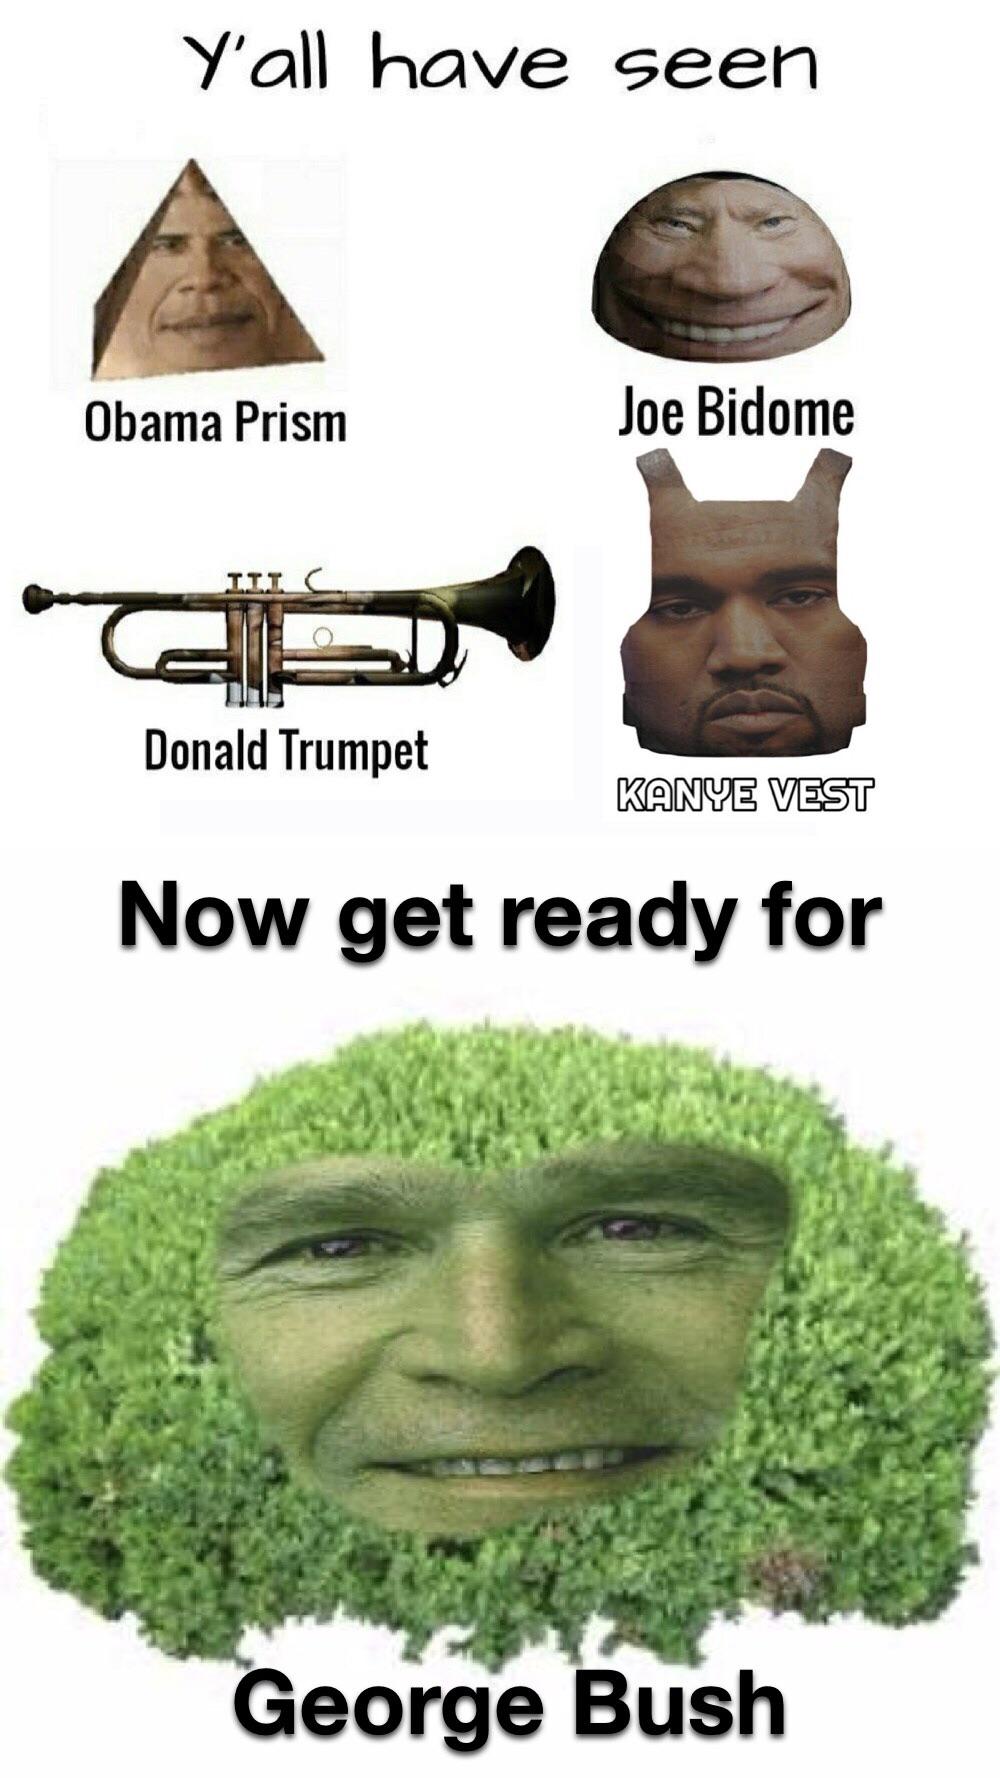 Y'all have seen
Obama Prism
Joe Bidome
Donald Trumpet
KANYE VEST
Now get ready for
George Bush